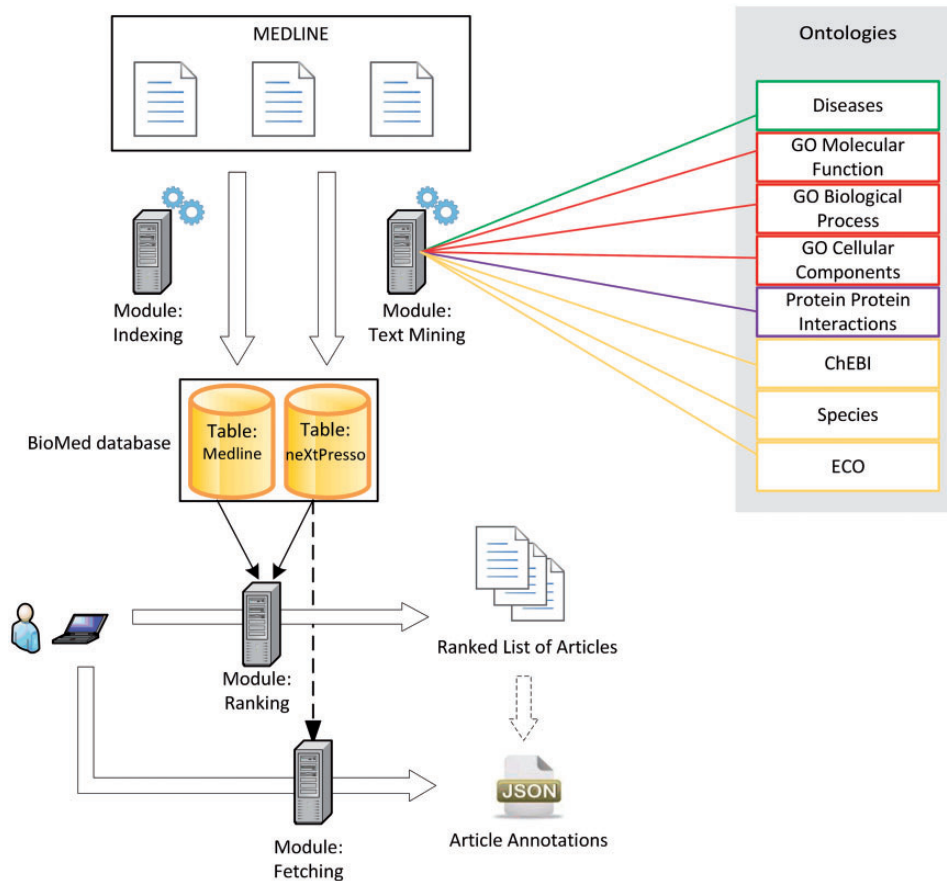 MEDLINE
Ontologies
Diseases
GO Molecular
Function
GO Biological
Process
GO Cellular
Components
Protein Protein
Interactions
ChEBI
Species
ECO
Module:
Indexing
Module:
Text Mining
BioMed database
Table:
Medline
Table:
neXtPresso
Module:
Ranking
Ranked List of Articles
JSON
Article Annotations
Module:
Fetching